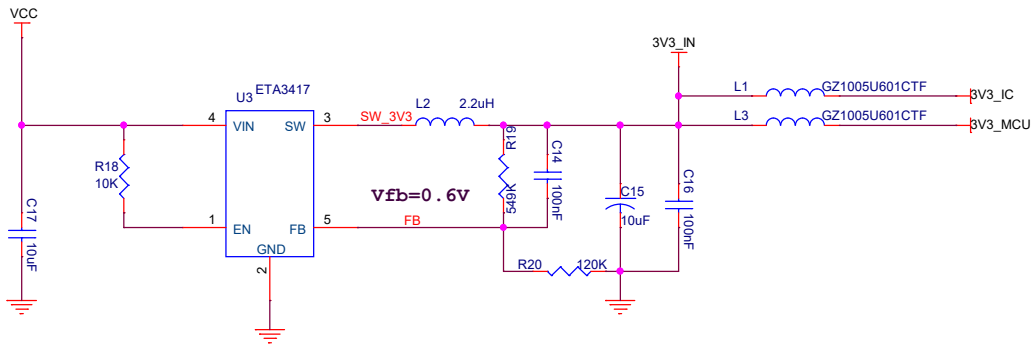 VCC
3V3_IN
ETA3417
U3
L1
GZ1005U601CTF
3V3_IC
L2
2.2uH
4
VIN
SW
3
SW_3V3
L3
GZ1005U601CTF
3V3_MCU
R19
549K
C14
100nF
R18
10K
Vfb=0.6V
C15
10uF
C16
100nF
C17
10uF
1
EN
FB
5
FB
GND
2
R20
120K